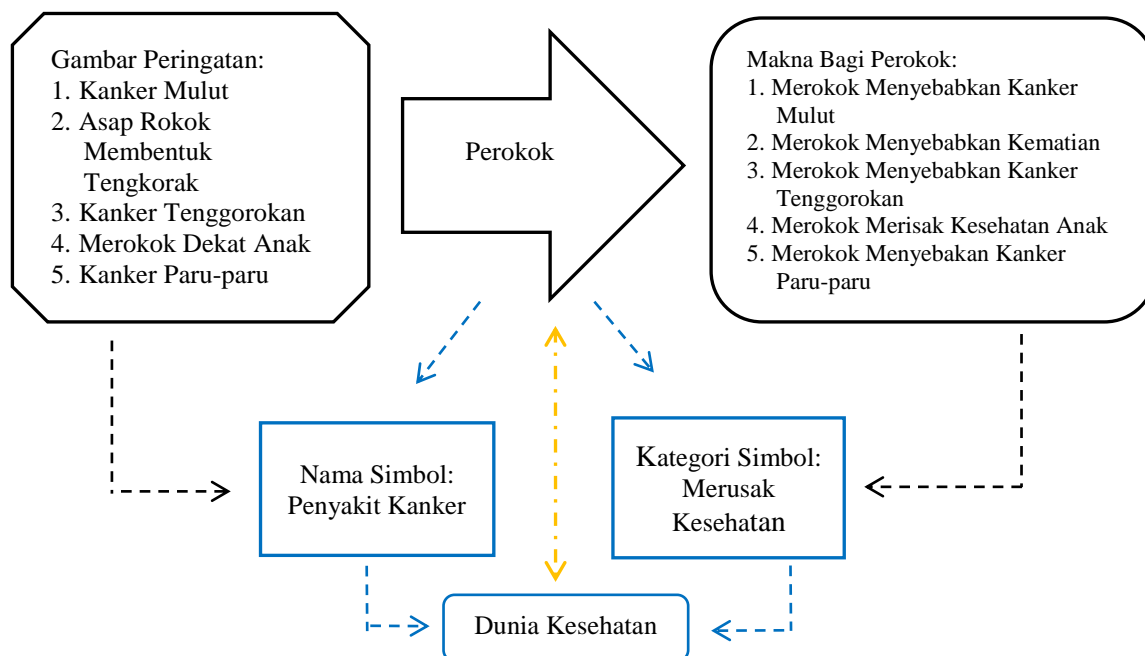 Gambar Peringatan:
1. Kanker Mulut
2. Asap Rokok
Membentuk
Tengkorak
3. Kanker Tenggorokan
4. Merokok Dekat Anak
5. Kanker Paru-paru
Perokok
Makna Bagi Perokok:
1. Merokok Menyebabkan Kanker
Mulut
2. Merokok Menyebabkan Kematian
3. Merokok Menyebabkan Kanker
Tenggorokan
4. Merokok Merisak Kesehatan Anak
5. Merokok Menyebakan Kanker
Paru-paru
Nama Simbol:
Penyakit Kanker
Kategori Simbol:
Merusak
Kesehatan
Dunia Kesehatan